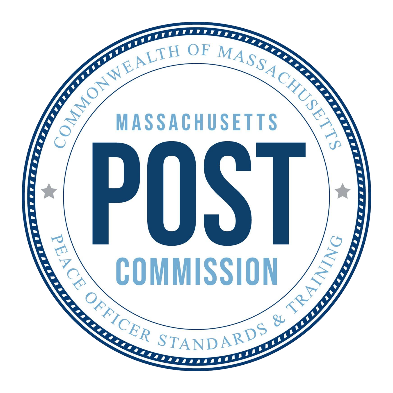 COMMONWEALTH OF MASSACHUSETTS
MASSACHUSETTS
POST
COMMISSION
PEACE OFFICER STANDARDS & TRAINING